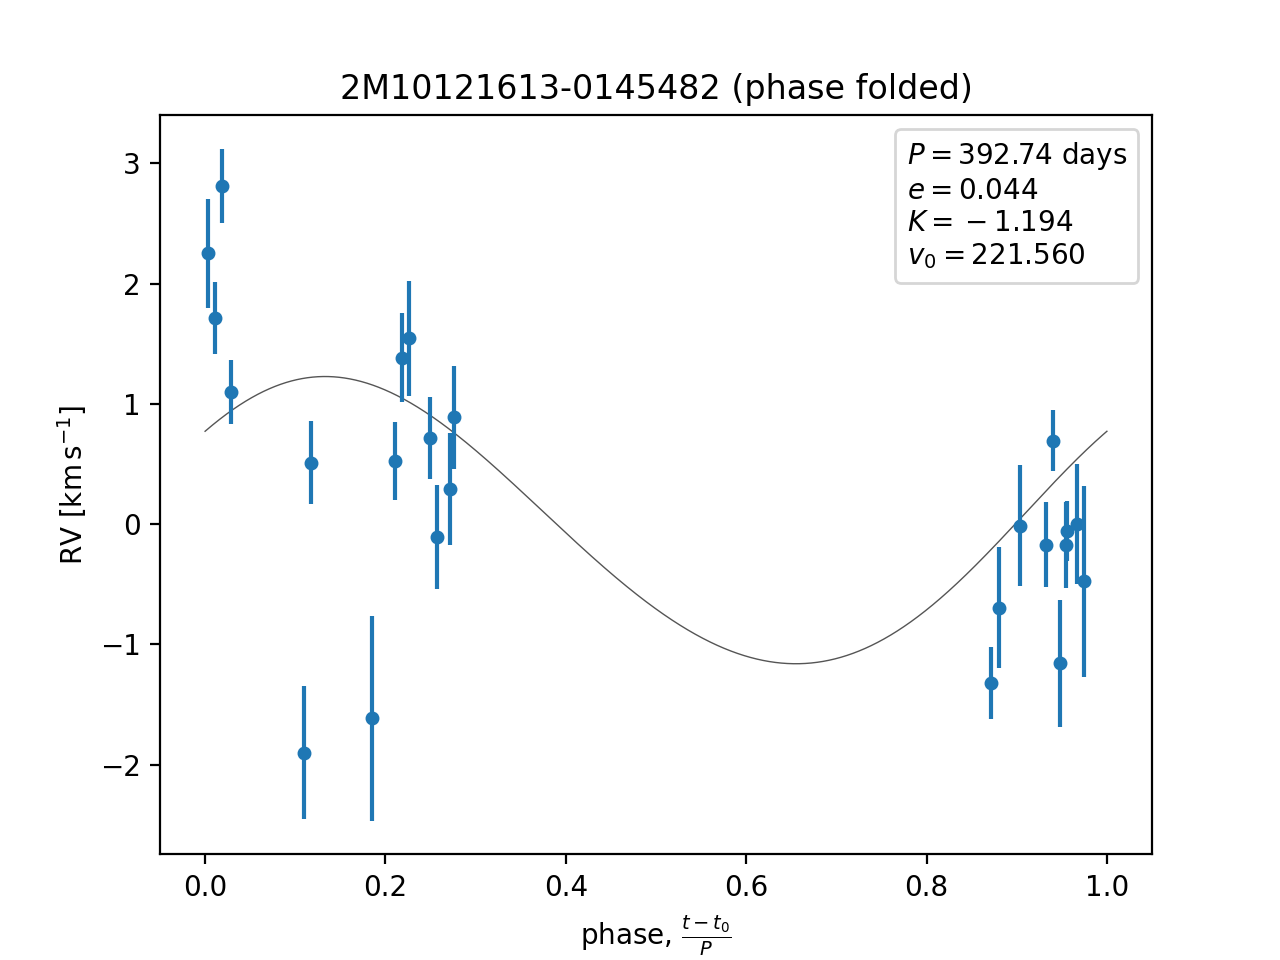 2M10121613-0145482 (phase folded)
P = 392.74 days
e = 0.044
K = −1.194
v₀ = 221.560
3
2
1
0
−1
−2
RV [km s⁻¹]
0.0 0.2 0.4 0.6 0.8 1.0
phase, (t − t₀)/P